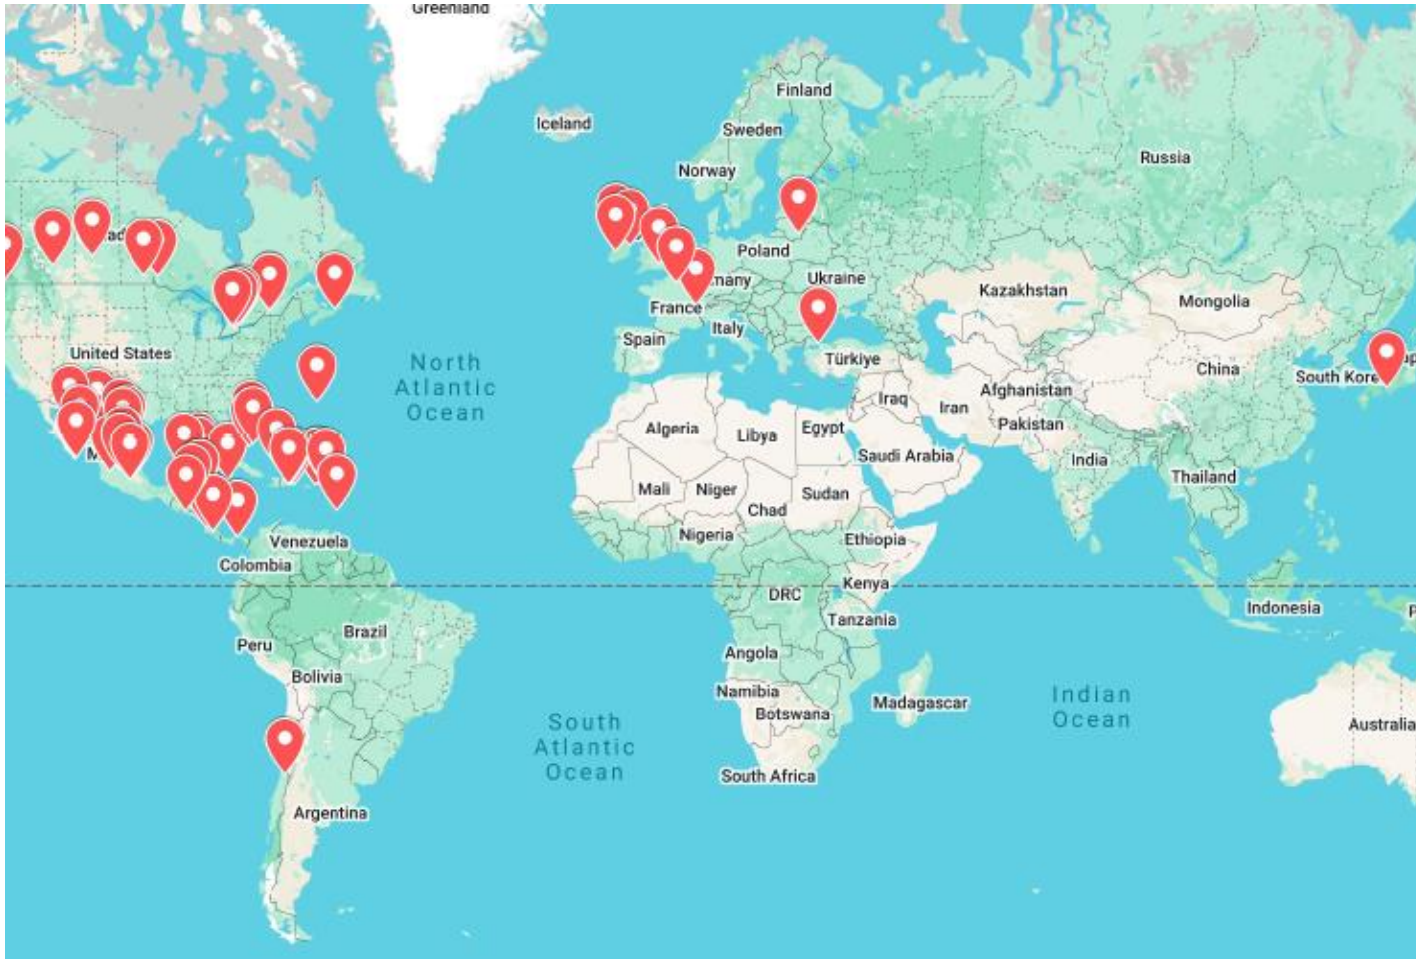 Greenland
Finland
Iceland
Sweden
Norway
Russia
Poland
Ukraine
many
Kazakhstan
Mongolia
France
Italy
Spain
Türkiye
United States
North
Atlantic
Ocean
China
South Kore
Afghanistan
Iraq
Iran
Pakistan
Algeria
Libya
Egypt
Saudi Arabia
India
Thailand
M
Mali
Niger
Chad
Sudan
Nigeria
Ethiopia
Venezuela
Colombia
DRC
Kenya
Indonesia
Tanzania
Brazil
Peru
Bolivia
Angola
Namibia
Botswana
Madagascar
Indian
Ocean
South
Atlantic
Ocean
Australia
South Africa
Argentina